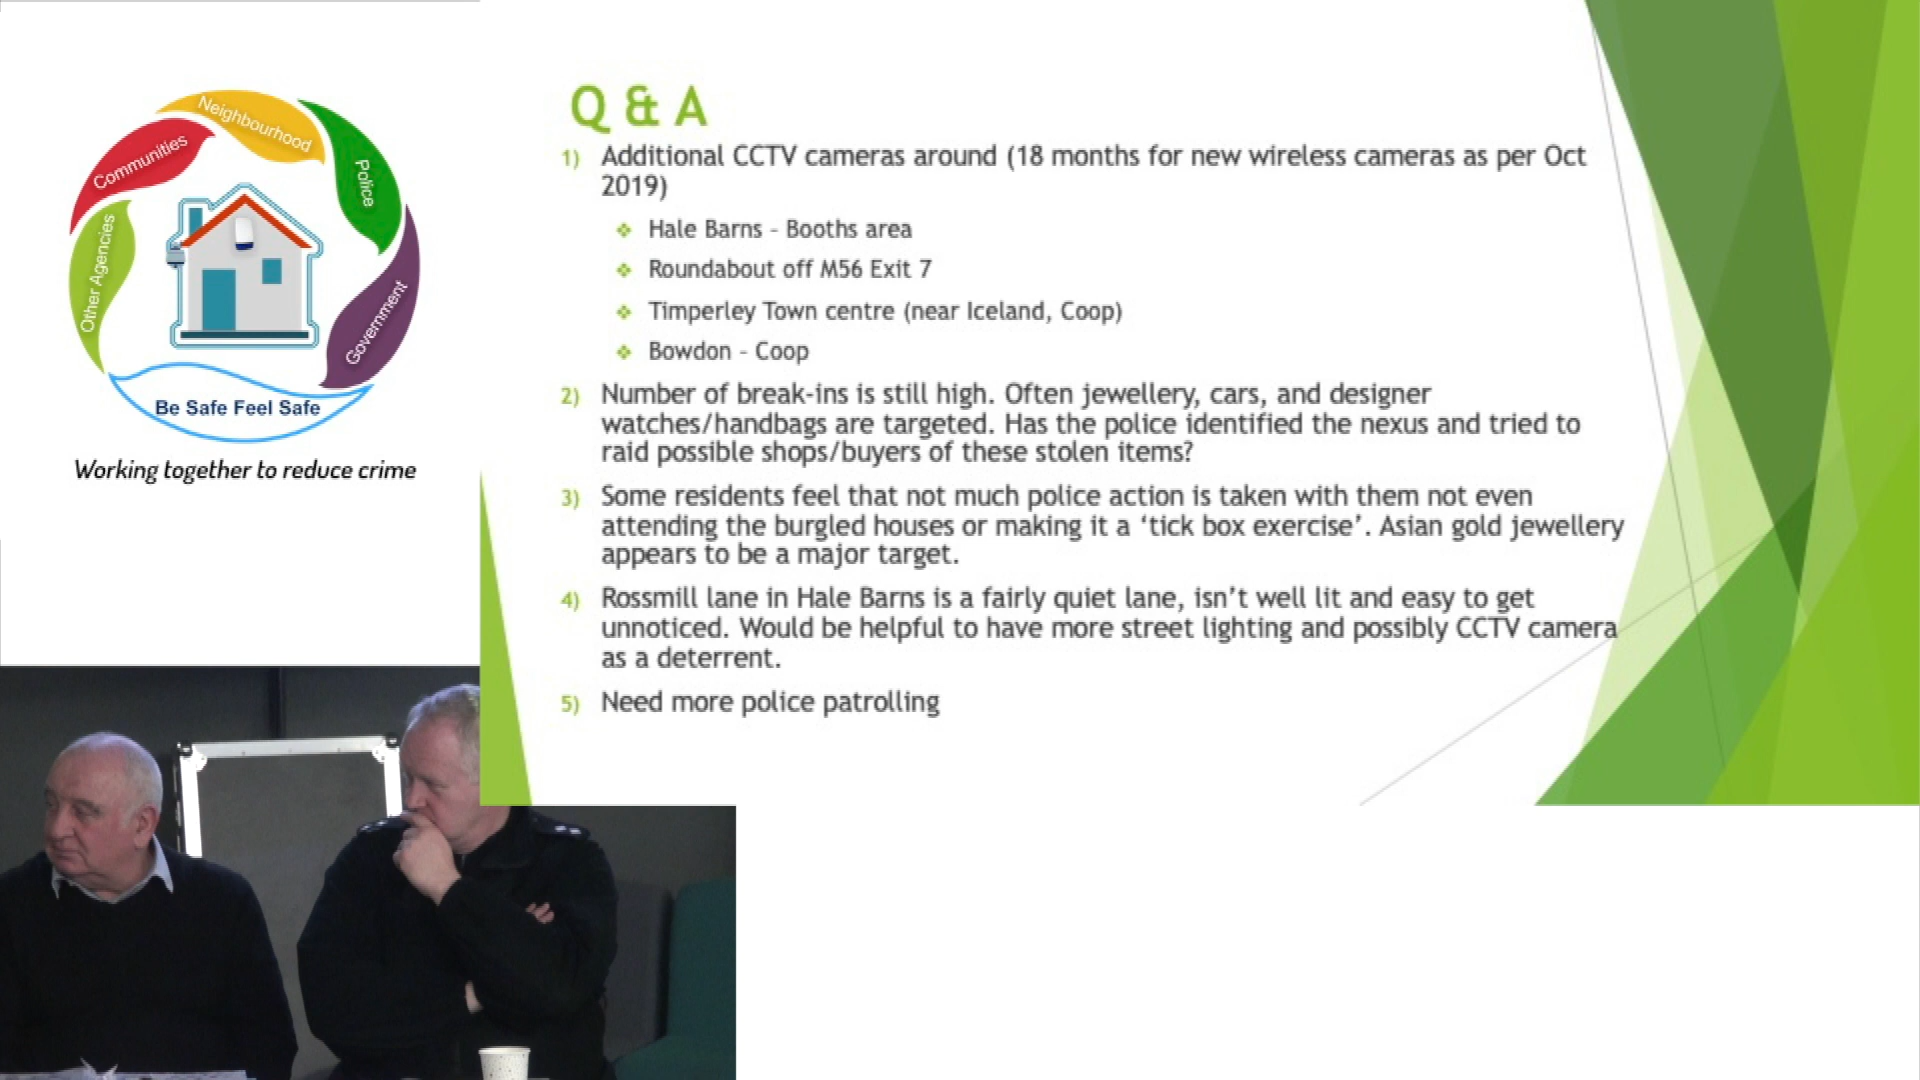 Neighbourhood
Communities
Police
Other Agencies
Government
Be Safe Feel Safe
Working together to reduce crime
Q & A
1) Additional CCTV cameras around (18 months for new wireless cameras as per Oct
2019)
❖ Hale Barns - Booths area
❖ Roundabout off M56 Exit 7
❖ Timperley Town centre (near Iceland, Coop)
❖ Bowdon - Coop
2) Number of break-ins is still high. Often jewellery, cars, and designer
watches/handbags are targeted. Has the police identified the nexus and tried to
raid possible shops/buyers of these stolen items?
3) Some residents feel that not much police action is taken with them not even
attending the burgled houses or making it a ‘tick box exercise’. Asian gold jewellery
appears to be a major target.
4) Rossmill lane in Hale Barns is a fairly quiet lane, isn’t well lit and easy to get
unnoticed. Would be helpful to have more street lighting and possibly CCTV camera
as a deterrent.
5) Need more police patrolling